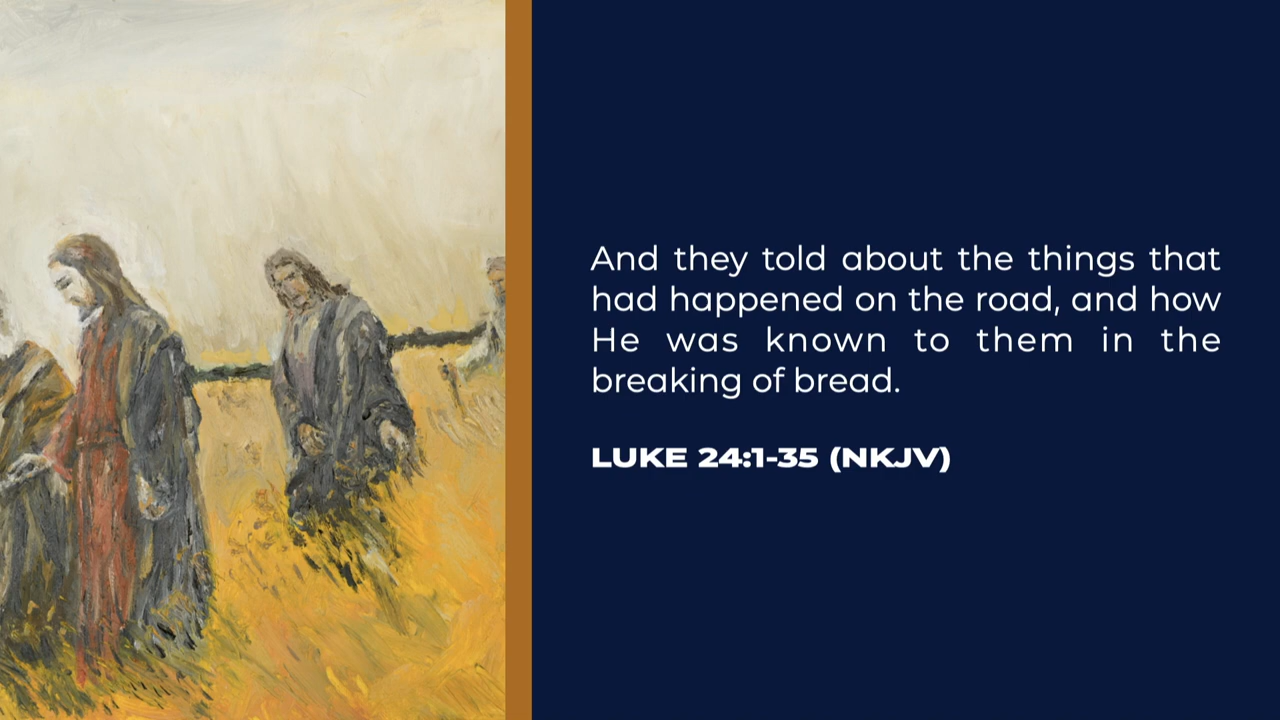 And they told about the things that
had happened on the road, and how
He was known to them in the
breaking of bread.
LUKE 24:1-35 (NKJV)